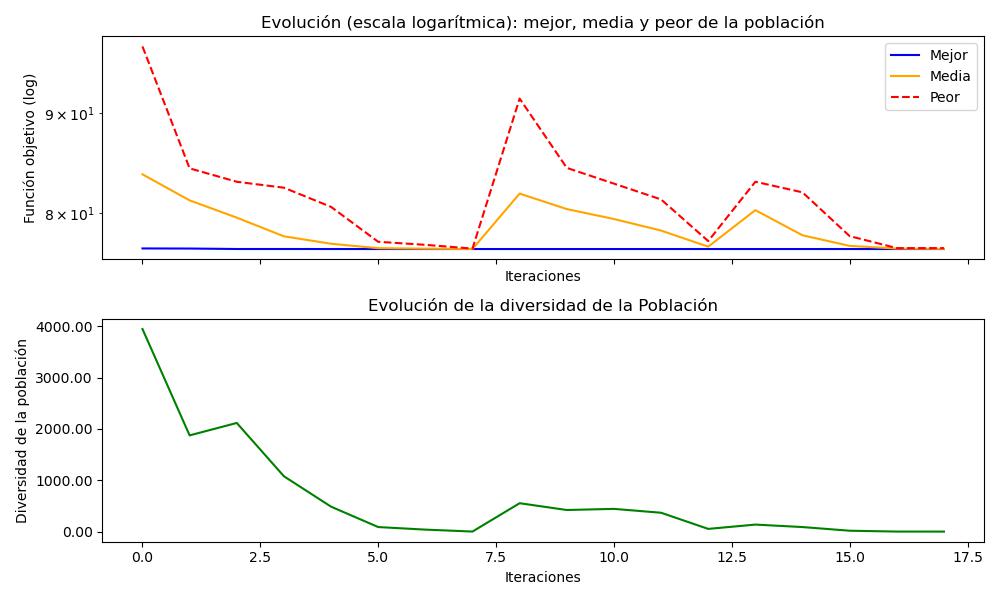 Evolución (escala logarítmica): mejor, media y peor de la población
Función objetivo (log)
9 × 10¹
8 × 10¹
Mejor
Media
Peor
Iteraciones
Evolución de la diversidad de la Población
Diversidad de la población
4000.00
3000.00
2000.00
1000.00
0.00
0.0 2.5 5.0 7.5 10.0 12.5 15.0 17.5
Iteraciones